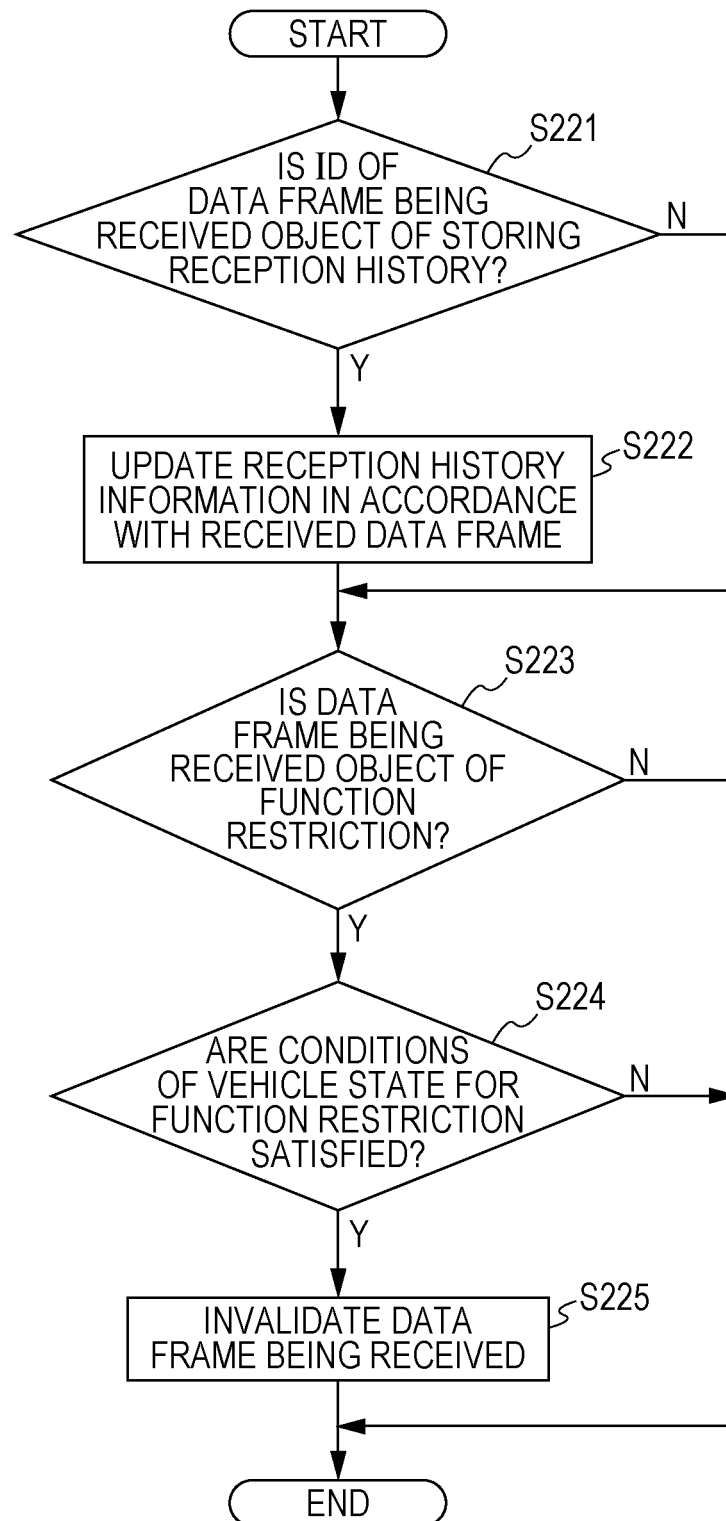 START
S221
IS ID OF
DATA FRAME BEING
RECEIVED OBJECT OF STORING
RECEPTION HISTORY?
N
Y
S222
UPDATE RECEPTION HISTORY
INFORMATION IN ACCORDANCE
WITH RECEIVED DATA FRAME
S223
IS DATA
FRAME BEING
RECEIVED OBJECT OF
FUNCTION
RESTRICTION?
N
Y
S224
ARE CONDITIONS
OF VEHICLE STATE FOR
FUNCTION RESTRICTION
SATISFIED?
N
Y
S225
INVALIDATE DATA
FRAME BEING RECEIVED
END